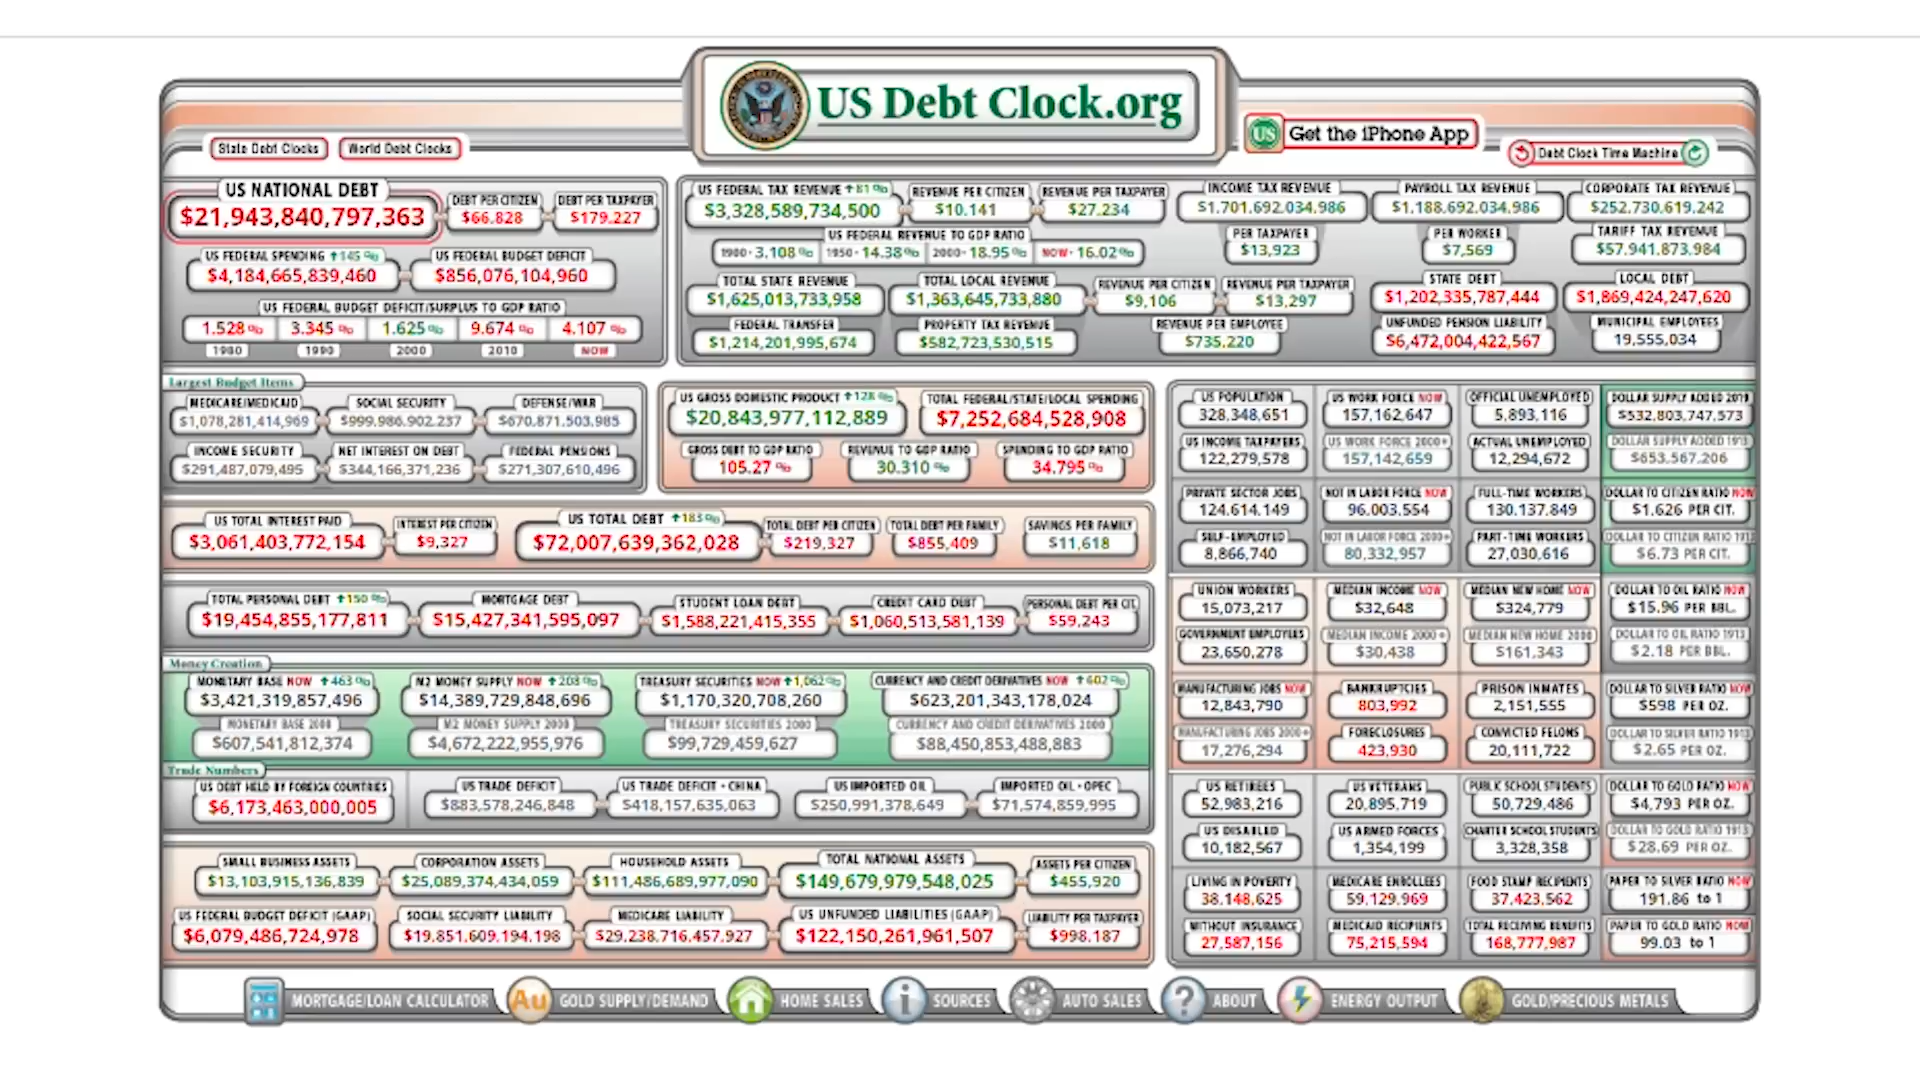 US Debt Clock.org
State Debt Clocks World Debt Clocks
US Get the iPhone App
Debt Clock Time Machine
US NATIONAL DEBT DEBT PER CITIZEN DEBT PER TAXPAYER
$21,943,840,797,363 $66,828 $179,227
US FEDERAL SPENDING ↑145 % US FEDERAL BUDGET DEFICIT
$4,184,665,839,460 $856,076,104,960
US FEDERAL BUDGET DEFICIT/SURPLUS TO GDP RATIO
1.528 % 3.345 % 1.625 % 9.674 % 4.107 %
1980 1990 2000 2010 NOW
US FEDERAL TAX REVENUE ↑81 % REVENUE PER CITIZEN REVENUE PER TAXPAYER INCOME TAX REVENUE PAYROLL TAX REVENUE CORPORATE TAX REVENUE
$3,328,589,734,500 $10,141 $27,234 $1,701,692,034,986 $1,188,692,034,986 $252,730,619,242
US FEDERAL REVENUE TO GDP RATIO PER TAXPAYER PER WORKER TARIFF TAX REVENUE
3.108 % 1950 - 14.38 % 2000 - 18.95 % NOW - 16.02 % $13,923 $7,569 $57,941,873,984
TOTAL STATE REVENUE TOTAL LOCAL REVENUE REVENUE PER CITIZEN REVENUE PER TAXPAYER STATE DEBT LOCAL DEBT
$1,625,013,733,958 $1,363,645,733,880 $9,106 $13,297 $1,202,335,787,444 $1,869,424,247,620
FEDERAL TRANSFER PROPERTY TAX REVENUE REVENUE PER EMPLOYEE UNFUNDED PENSION LIABILITY MUNICIPAL EMPLOYEES
$1,214,201,995,674 $582,723,530,515 $735,220 $6,472,004,422,567 19,555,034
Largest Budget Items
MEDICARE/MEDICAID SOCIAL SECURITY DEFENSE/WAR
$1,078,281,414,969 $999,986,902,237 $670,871,503,985
INCOME SECURITY NET INTEREST ON DEBT FEDERAL PENSIONS
$291,487,079,495 $344,166,371,236 $271,307,610,496
US GROSS DOMESTIC PRODUCT ↑128 % TOTAL FEDERAL/STATE/LOCAL SPENDING
$20,843,977,112,889 $7,252,684,528,908
GROSS DEBT TO GDP RATIO REVENUE TO GDP RATIO SPENDING TO GDP RATIO
105.27 % 30.310 % 34.795 %
US TOTAL INTEREST PAID INTEREST PER CITIZEN US TOTAL DEBT ↑183 % TOTAL DEBT PER CITIZEN TOTAL DEBT PER FAMILY SAVINGS PER FAMILY
$3,061,403,772,154 $9,327 $72,007,639,362,028 $219,327 $855,409 $11,618
TOTAL PERSONAL DEBT ↑150 % MORTGAGE DEBT STUDENT LOAN DEBT CREDIT CARD DEBT PERSONAL DEBT PER CIT.
$19,454,855,177,811 $15,427,341,595,097 $1,588,221,415,355 $1,060,513,581,139 $59,243
Money Creation
MONETARY BASE NOW ↑463 % M2 MONEY SUPPLY NOW ↑208 % TREASURY SECURITIES NOW ↑1,062 % CURRENCY AND CREDIT DERIVATIVES NOW ↑602 %
$3,421,319,857,496 $14,389,729,848,696 $1,170,320,708,260 $623,201,343,178,024
MONETARY BASE 2000 M2 MONEY SUPPLY 2000 TREASURY SECURITIES 2000 CURRENCY AND CREDIT DERIVATIVES 2000
$607,541,812,374 $4,672,222,955,976 $99,729,459,627 $88,450,853,488,883
Trade Numbers
US DEBT HELD BY FOREIGN COUNTRIES US TRADE DEFICIT US TRADE DEFICIT - CHINA US IMPORTED OIL IMPORTED OIL - OPEC
$6,173,463,000,005 $883,578,246,848 $418,157,635,063 $250,991,378,649 $71,574,859,995
SMALL BUSINESS ASSETS CORPORATION ASSETS HOUSEHOLD ASSETS TOTAL NATIONAL ASSETS ASSETS PER CITIZEN
$13,103,915,136,839 $25,089,374,434,059 $111,486,689,977,090 $149,679,979,548,025 $455,920
US FEDERAL BUDGET DEFICIT (GAAP) SOCIAL SECURITY LIABILITY MEDICARE LIABILITY US UNFUNDED LIABILITIES (GAAP) LIABILITY PER TAXPAYER
$6,079,486,724,978 $19,851,609,194,198 $29,238,716,457,927 $122,150,261,961,507 $998,187
US POPULATION US WORK FORCE NOW OFFICIAL UNEMPLOYED DOLLAR SUPPLY ADDED 2019
328,348,651 157,162,647 5,893,116 $532,803,747,573
US INCOME TAXPAYERS US WORK FORCE 2000 ACTUAL UNEMPLOYED DOLLAR SUPPLY ADDED 1913
122,279,578 157,142,659 12,294,672 $653,567,206
PRIVATE SECTOR JOBS NOT IN LABOR FORCE NOW FULL-TIME WORKERS DOLLAR TO CITIZEN RATIO NOW
124,614,149 96,003,554 130,137,849 $1,626 PER CIT.
SELF-EMPLOYED NOT IN LABOR FORCE 2000 PART-TIME WORKERS DOLLAR TO CITIZEN RATIO 1913
8,866,740 80,332,957 27,030,616 $6.73 PER CIT.
UNION WORKERS MEDIAN INCOME NOW MEDIAN NEW HOME NOW DOLLAR TO OIL RATIO NOW
15,073,217 $32,648 $324,779 $15.96 PER BBL.
GOVERNMENT EMPLOYEES MEDIAN INCOME 2000 MEDIAN NEW HOME 2000 DOLLAR TO OIL RATIO 1913
23,650,278 $30,438 $161,343 $2.18 PER BBL.
MANUFACTURING JOBS NOW BANKRUPTCIES PRISON INMATES DOLLAR TO SILVER RATIO NOW
12,843,790 803,992 2,151,555 $598 PER OZ.
MANUFACTURING JOBS 2000 FORECLOSURES CONVICTED FELONS DOLLAR TO SILVER RATIO 1913
17,276,294 423,930 20,111,722 $2.65 PER OZ.
US RETIREES US VETERANS PUBLIC SCHOOL STUDENTS DOLLAR TO GOLD RATIO NOW
52,983,216 20,895,719 50,729,486 $4,793 PER OZ.
US DISABLED US ARMED FORCES CHARTER SCHOOL STUDENTS DOLLAR TO GOLD RATIO 1913
10,182,567 1,354,199 3,328,358 $28.69 PER OZ.
LIVING IN POVERTY MEDICARE ENROLLEES FOOD STAMP RECIPIENTS PAPER TO SILVER RATIO NOW
38,148,625 59,129,969 37,423,562 191.86 to 1
WITHOUT INSURANCE MEDICAID RECIPIENTS TOTAL RECEIVING BENEFITS PAPER TO GOLD RATIO NOW
27,587,156 75,215,594 168,777,987 99.03 to 1
MORTGAGE/LOAN CALCULATOR Au GOLD SUPPLY/DEMAND HOME SALES i SOURCES AUTO SALES ? ABOUT ENERGY OUTPUT GOLD/PRECIOUS METALS